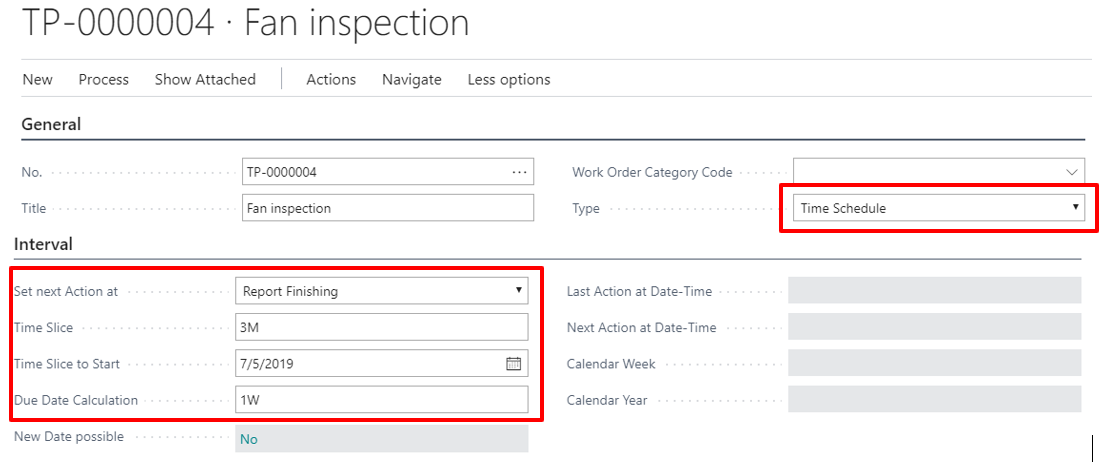 TP-0000004 · Fan inspection
New Process Show Attached Actions Navigate Less options
General
No. TP-0000004 ··· Work Order Category Code
Title Fan inspection Type Time Schedule
Interval
Set next Action at Report Finishing Last Action at Date-Time
Time Slice 3M Next Action at Date-Time
Time Slice to Start 7/5/2019 Calendar Week
Due Date Calculation 1W Calendar Year
New Date possible No